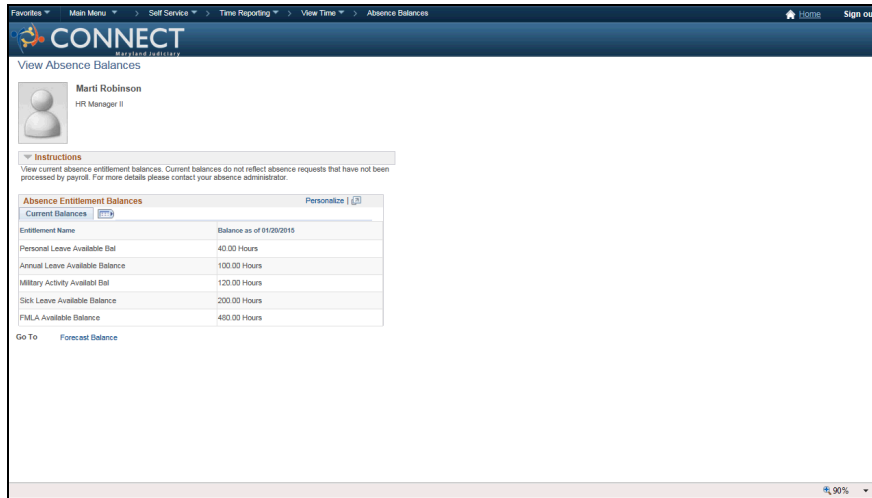 Favorites Main Menu > Self Service > Time Reporting > View Time > Absence Balances Home Sign ou
CONNECT
Maryland Judiciary
View Absence Balances
Marti Robinson
HR Manager II
Instructions
View current absence entitlement balances. Current balances do not reflect absence requests that have not been
processed by payroll. For more details please contact your absence administrator.
Absence Entitlement Balances Personalize |
Current Balances
Entitlement Name Balance as of 01/20/2015
Personal Leave Available Bal 40.00 Hours
Annual Leave Available Balance 100.00 Hours
Military Activity Availabl Bal 120.00 Hours
Sick Leave Available Balance 200.00 Hours
FMLA Available Balance 480.00 Hours
Go To Forecast Balance
90%